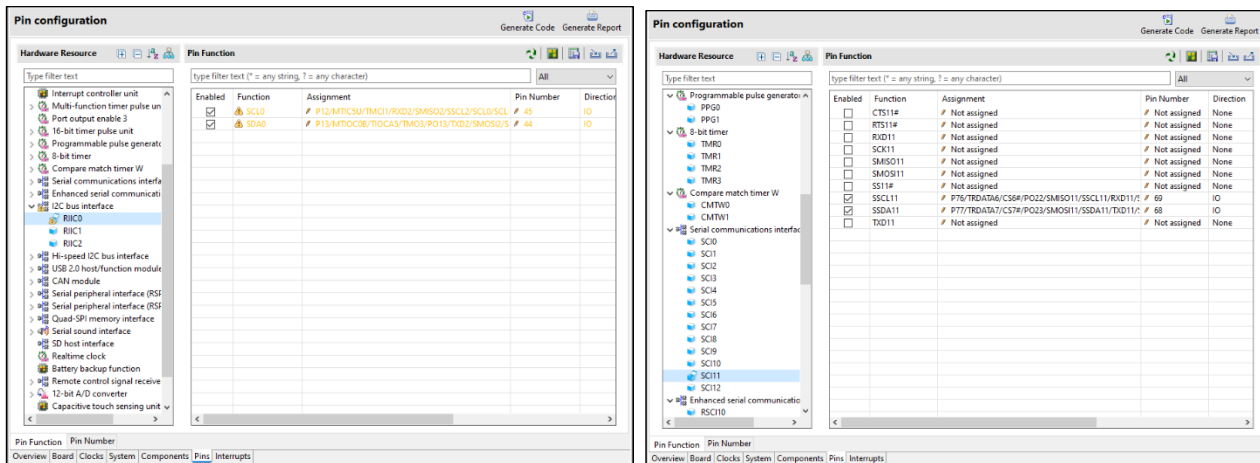 Pin configuration
Generate Code Generate Report
Hardware Resource
Pin Function
Type filter text
type filter text (* = any string, ? = any character)
All
Enabled Function Assignment Pin Number Direction
SCL0 P12/MTIC5U/TMCI1/RXD2/SMISO2/SSCL2/SCL0/SCL 45 IO
SDA0 P13/MTIOC0B/TIOCA5/TMO3/PO13/TXD2/SMOSI2/S 44 IO
Interrupt controller unit
Multi-function timer pulse un
Port output enable 3
16-bit timer pulse unit
Programmable pulse generato
8-bit timer
Compare match timer W
Serial communications interfa
Enhanced serial communicati
I2C bus interface
RIIC0
RIIC1
RIIC2
Hi-speed I2C bus interface
USB 2.0 host/function module
CAN module
Serial peripheral interface (RSP
Serial peripheral interface (RSP
Quad-SPI memory interface
Serial sound interface
SD host interface
Realtime clock
Battery backup function
Remote control signal receive
12-bit A/D converter
Capacitive touch sensing unit
Pin Function Pin Number
Overview Board Clocks System Components Pins Interrupts
Pin configuration
Generate Code Generate Report
Hardware Resource
Pin Function
Type filter text
type filter text (* = any string, ? = any character)
All
Programmable pulse generato
PPG0
PPG1
8-bit timer
TMR0
TMR1
TMR2
TMR3
Compare match timer W
CMTW0
CMTW1
Serial communications interfac
SCI0
SCI1
SCI2
SCI3
SCI4
SCI5
SCI6
SCI7
SCI8
SCI9
SCI10
SCI11
SCI12
Enhanced serial communicatio
RSCI10
Enabled Function Assignment Pin Number Direction
CTS11# Not assigned Not assigned None
RTS11# Not assigned Not assigned None
RXD11 Not assigned Not assigned None
SCK11 Not assigned Not assigned None
SMISO11 Not assigned Not assigned None
SMOSI11 Not assigned Not assigned None
SS11# Not assigned Not assigned None
SSCL11 P76/TRDATA6/CS6#/PO22/SMISO11/SSCL11/RXD11/S 69 IO
SSDA11 P77/TRDATA7/CS7#/PO23/SMOSI11/SSDA11/TXD11/S 68 IO
TXD11 Not assigned Not assigned None
Pin Function Pin Number
Overview Board Clocks System Components Pins Interrupts